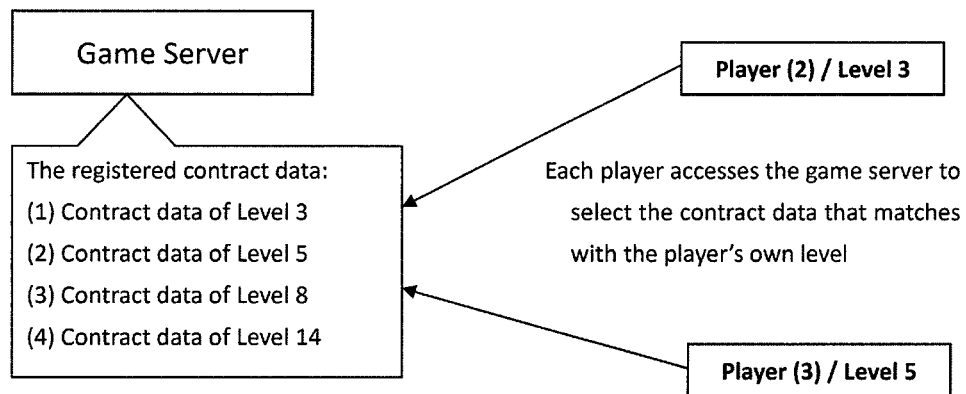 Game Server
The registered contract data:
(1) Contract data of Level 3
(2) Contract data of Level 5
(3) Contract data of Level 8
(4) Contract data of Level 14
Player (2) / Level 3
Each player accesses the game server to
select the contract data that matches
with the player's own level
Player (3) / Level 5